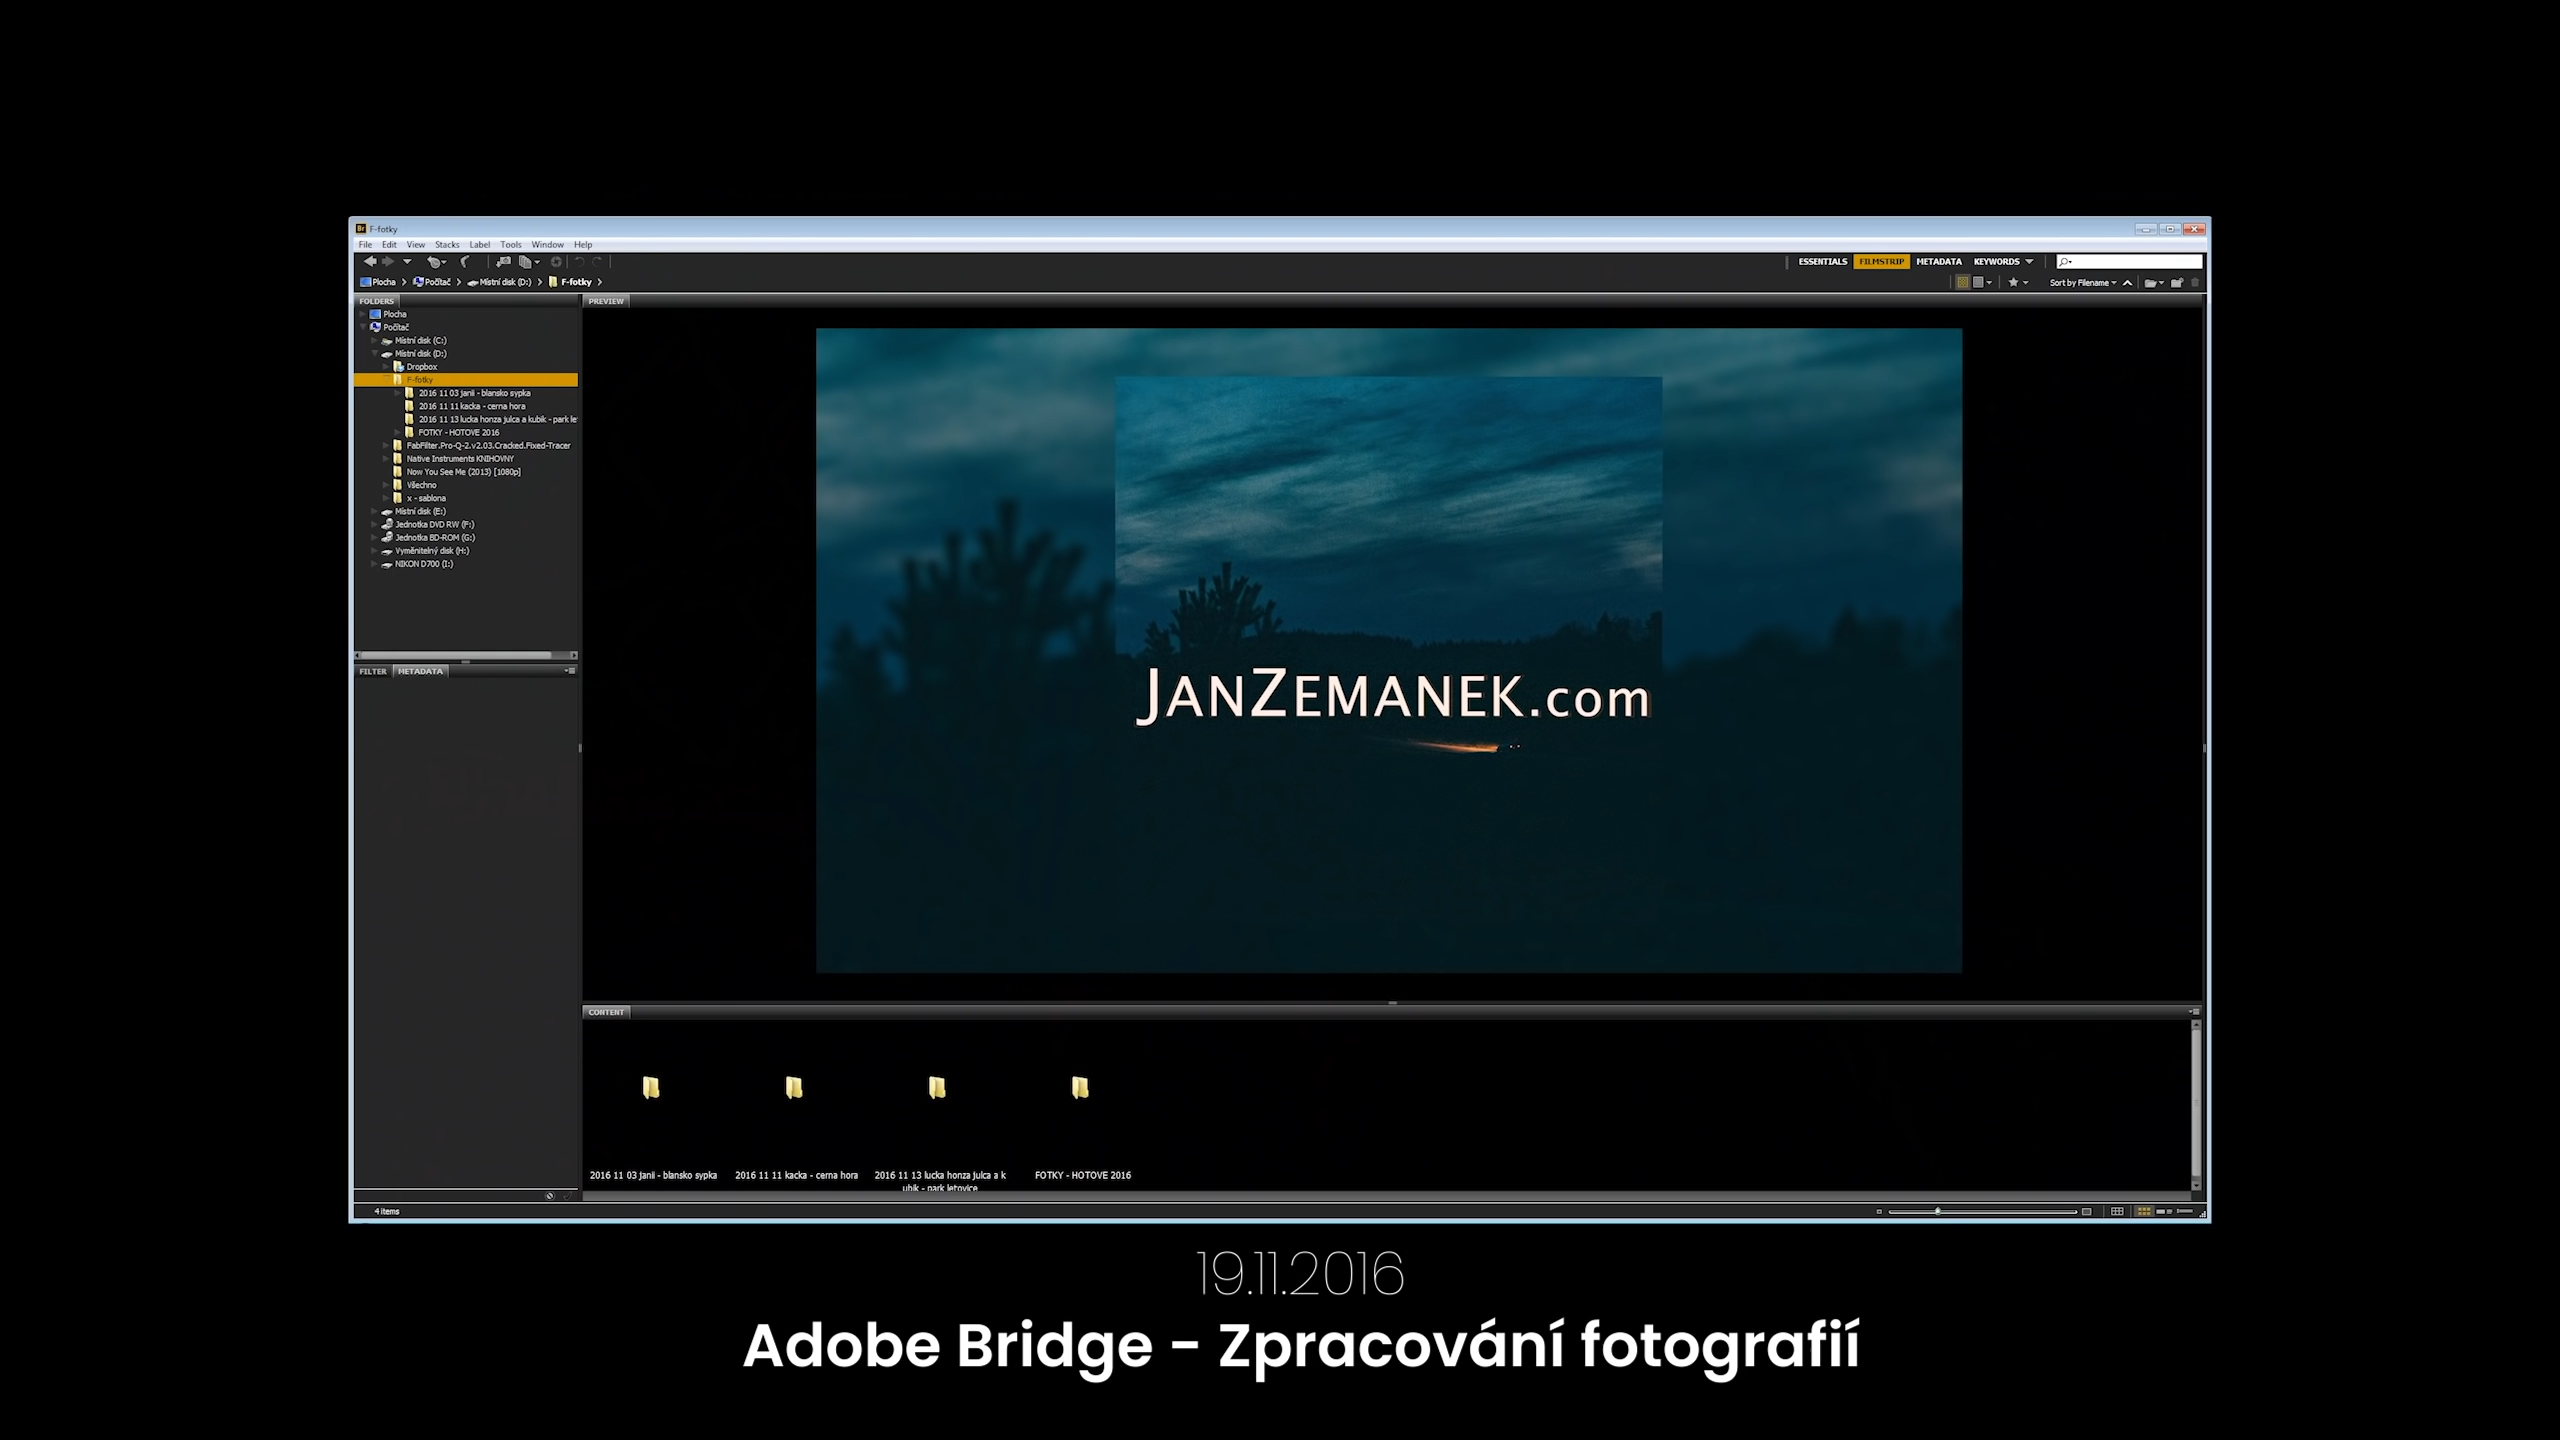 Br F-fotky
File Edit View Stacks Label Tools Window Help
ESSENTIALS FILMSTRIP METADATA KEYWORDS
Plocha Počítač Místní disk (D:) F-fotky
Sort by Filename
FOLDERS
Plocha
Počítač
Místní disk (C:)
Místní disk (D:)
Dropbox
F-fotky
2016 11 03 janii - blansko sypka
2016 11 11 kacka - cerna hora
2016 11 13 lucka honza julca a kubik - park le
FOTKY - HOTOVE 2016
FabFilter.Pro-Q-2.v2.03.Cracked.Fixed-Tracer
Native Instruments KNIHOVNY
Now You See Me (2013) [1080p]
Všechno
x - sablona
Místní disk (E:)
Jednotka DVD RW (F:)
Jednotka BD-ROM (G:)
Vyměnitelný disk (H:)
NIKON D700 (I:)
FILTER METADATA
PREVIEW
JANZEMANEK.com
CONTENT
2016 11 03 janii - blansko sypka
2016 11 11 kacka - cerna hora
2016 11 13 lucka honza julca a k
ubik - park letovice
FOTKY - HOTOVE 2016
4 items
19.11.2016
Adobe Bridge - Zpracování fotografií